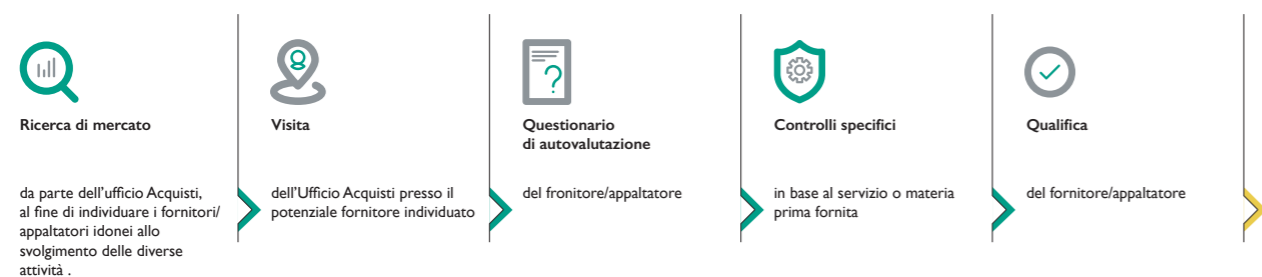 Ricerca di mercato
da parte dell'ufficio Acquisti,
al fine di individuare i fornitori/
appaltatori idonei allo
svolgimento delle diverse
attività .
Visita
dell'Ufficio Acquisti presso il
potenziale fornitore individuato
Questionario
di autovalutazione
del fronitore/appaltatore
Controlli specifici
in base al servizio o materia
prima fornita
Qualifica
del fornitore/appaltatore